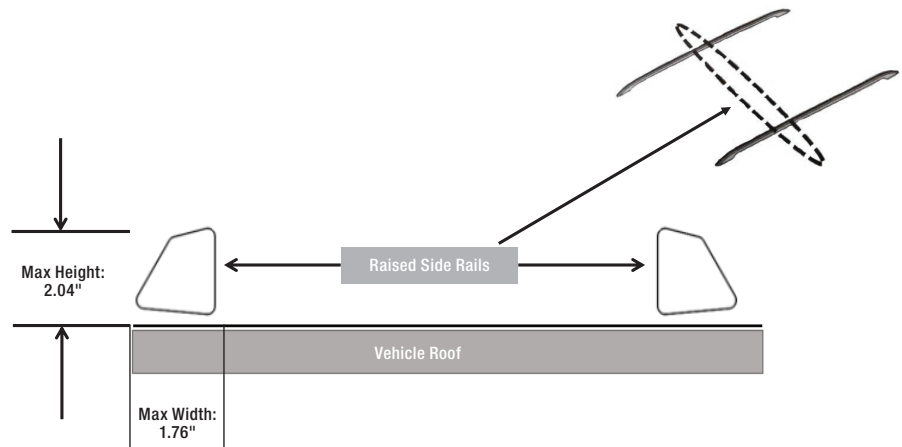 Raised Side Rails
Max Height:
2.04"
Vehicle Roof
Max Width:
1.76"